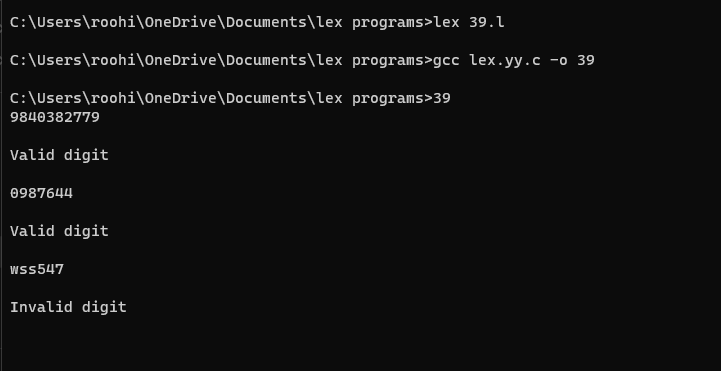 C:\Users\roohi\OneDrive\Documents\lex programs>lex 39.l
C:\Users\roohi\OneDrive\Documents\lex programs>gcc lex.yy.c -o 39
C:\Users\roohi\OneDrive\Documents\lex programs>39
9840382779
Valid digit
0987644
Valid digit
wss547
Invalid digit